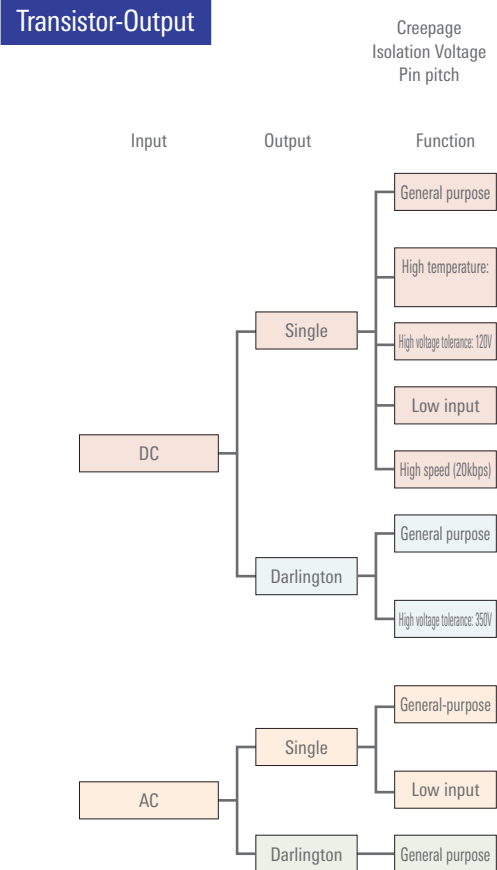 Transistor-Output
Creepage
Isolation Voltage
Pin pitch
Input
Output
Function
General purpose
High temperature:
Single
High voltage tolerance: 120V
Low input
DC
High speed (20kbps)
General purpose
Darlington
High voltage tolerance: 350V
General-purpose
Single
Low input
AC
Darlington
General purpose